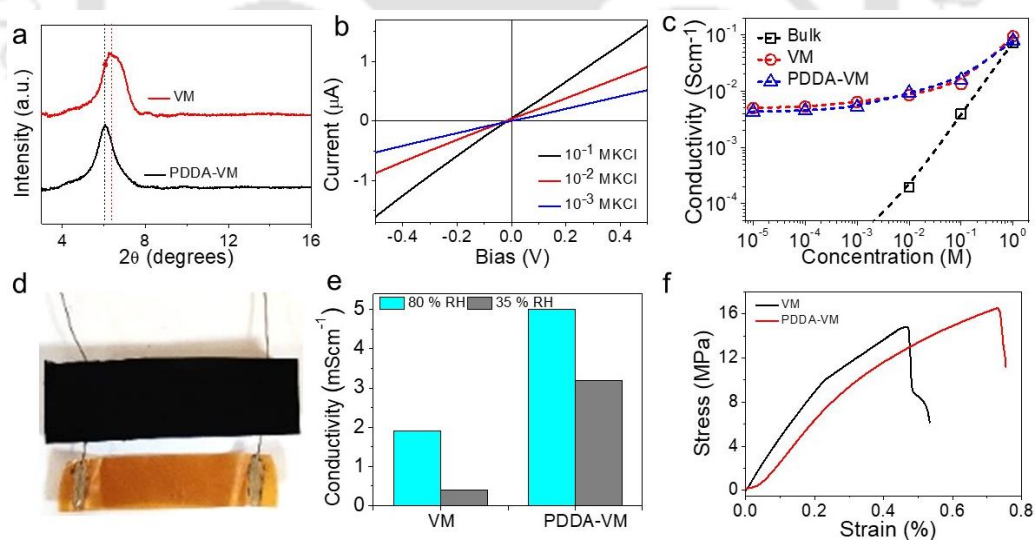 a
Intensity (a.u.)
VM
PDDA-VM
4
8
12
16
2θ (degrees)
b
Current (μA)
1
0
-1
10⁻¹ MKCl
10⁻² MKCl
10⁻³ MKCl
-0.4
-0.2
0.0
0.2
0.4
Bias (V)
c
Conductivity (Scm⁻¹)
10⁻¹
10⁻²
10⁻³
10⁻⁴
Bulk
VM
PDDA-VM
10⁻⁵
10⁻⁴
10⁻³
10⁻²
10⁻¹
10⁰
Concentration (M)
d
e
Conductivity (mScm⁻¹)
5
4
3
2
1
0
80 % RH
35 % RH
VM
PDDA-VM
f
Stress (MPa)
16
12
8
4
0
VM
PDDA-VM
0.0
0.2
0.4
0.6
0.8
Strain (%)